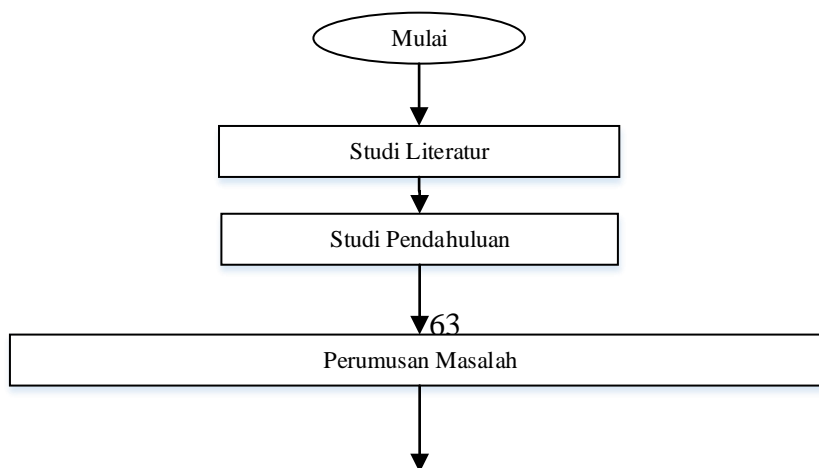 Mulai
Studi Literatur
Studi Pendahuluan
63
Perumusan Masalah